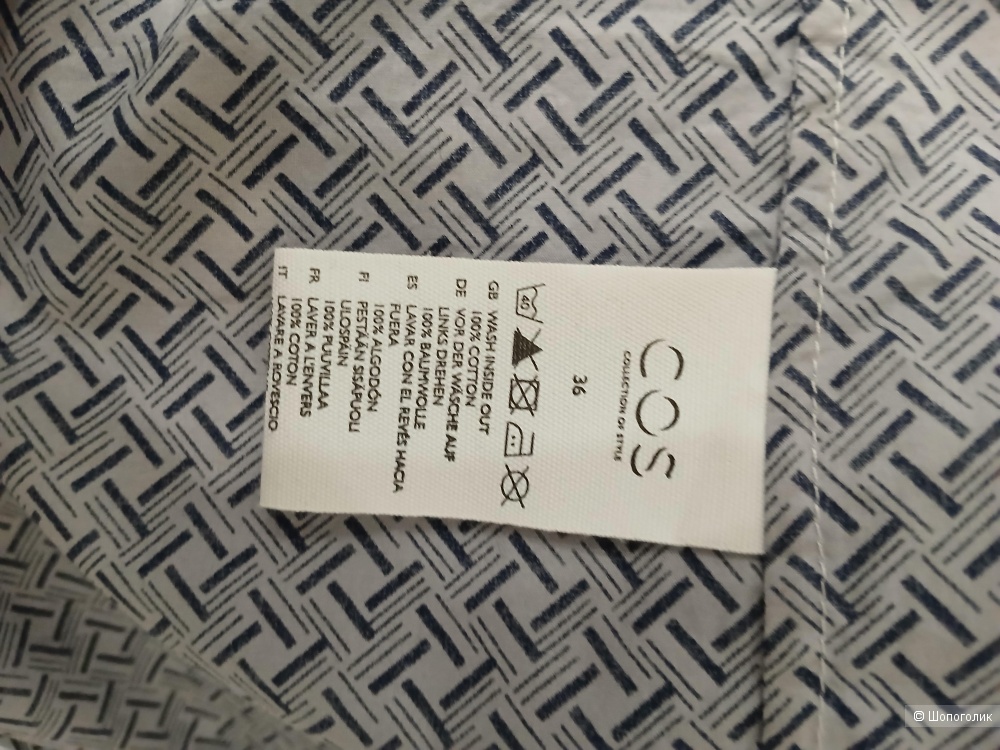 COS
COLLECTION OF STYLE
36
40
GB WASH INSIDE OUT
100% COTTON
DE VOR DER WÄSCHE AUF
LINKS DREHEN
100% BAUMWOLLE
ES LAVAR CON EL REVÉS HACIA
FUERA
100% ALGODÓN
FI PESTÄÄN SISÄPUOLI
ULOSPÄIN
100% PUUVILLAA
FR LAVER A L'ENVERS
100% COTON
IT LAVARE A ROVESCIO
© Шопоголик